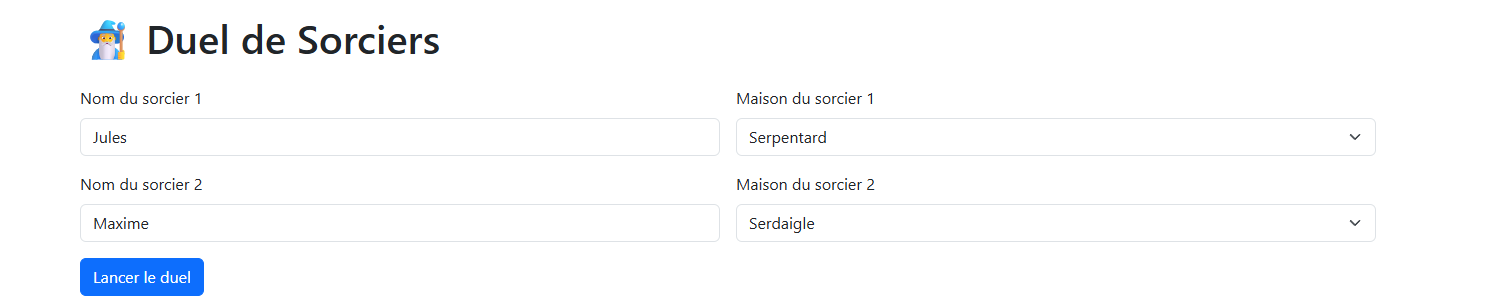 Duel de Sorciers
Nom du sorcier 1
Maison du sorcier 1
Jules
Serpentard
Nom du sorcier 2
Maison du sorcier 2
Maxime
Serdaigle
Lancer le duel